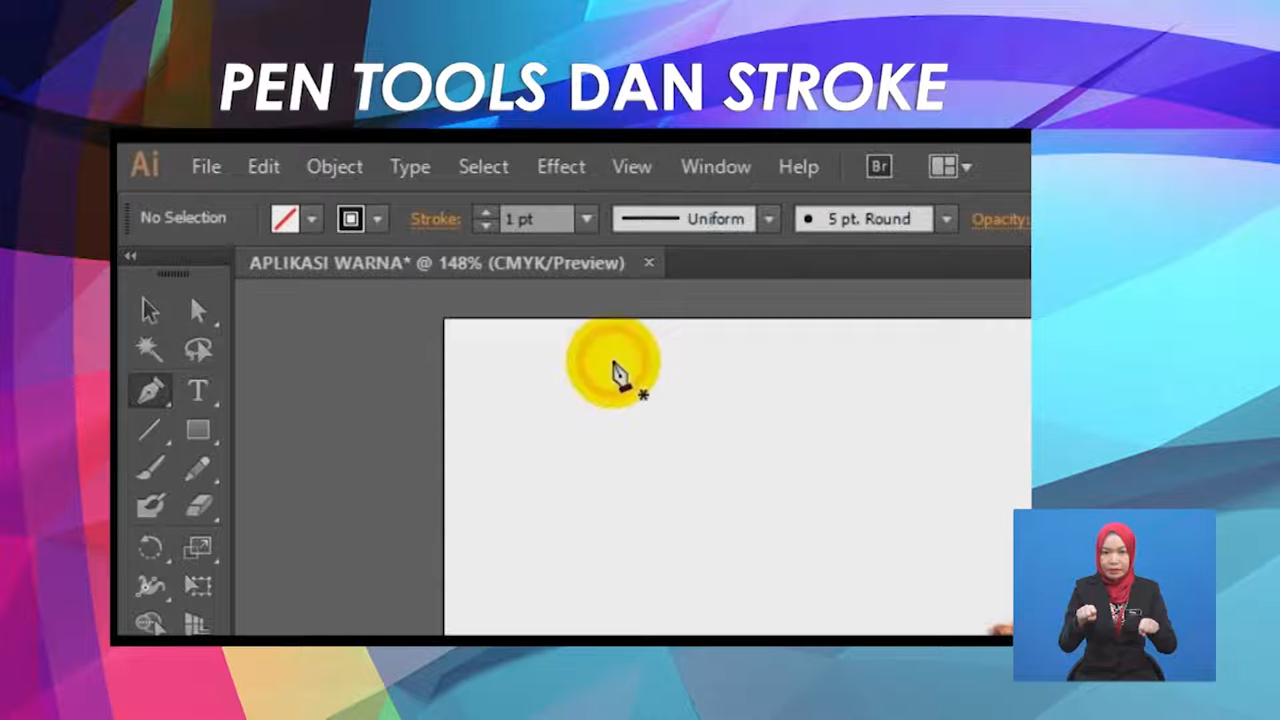 PEN TOOLS DAN STROKE
Ai File Edit Object Type Select Effect View Window Help Br
No Selection Stroke: 1 pt Uniform 5 pt. Round Opacity:
APLIKASI WARNA* @ 148% (CMYK/Preview) ×
T